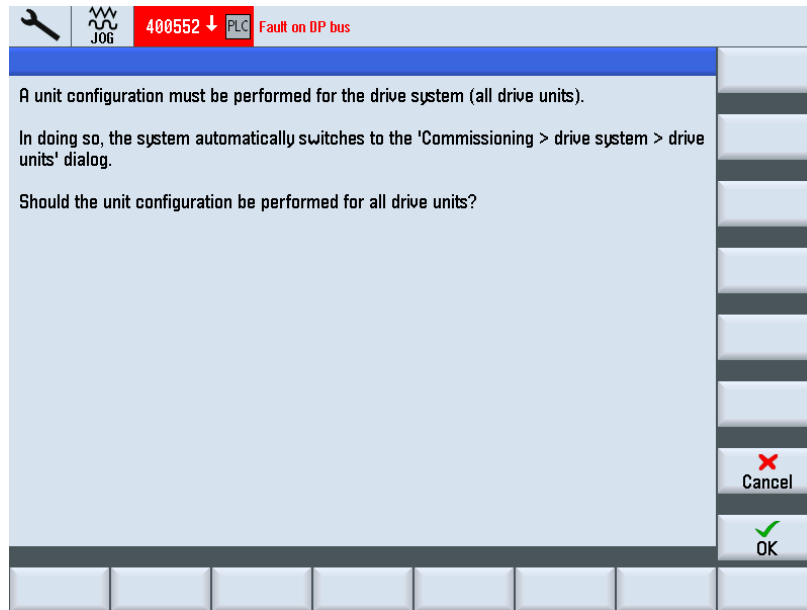 JOG
400552 ↓ PLC Fault on DP bus
A unit configuration must be performed for the drive system (all drive units).
In doing so, the system automatically switches to the 'Commissioning > drive system > drive
units' dialog.
Should the unit configuration be performed for all drive units?
Cancel
OK